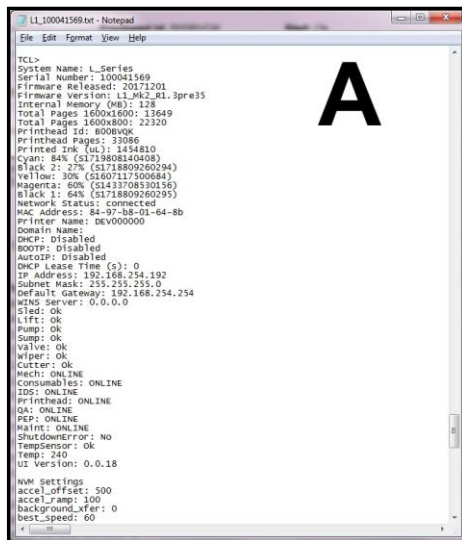 L1_100041569.txt - Notepad
File Edit Format View Help
TCL>
System Name: L_Series
Serial Number: 100041569
Firmware Released: 20171201
Firmware Version: L1_Mk2_R1.3pre35
Internal Memory (MB): 128
Total Pages 1600x1600: 13649
Total Pages 1600x800: 22320
Printhead Id: B00BVQK
Printhead Pages: 33086
Printed Ink (uL): 1454810
Cyan: 84% (S1719808140408)
Black 2: 27% (S1718809260294)
Yellow: 30% (S1607117500684)
Magenta: 60% (S1433708530156)
Black 1: 64% (S1718809260295)
Network Status: connected
MAC Address: 84-97-b8-01-64-8b
Printer Name: DEV000000
Domain Name:
DHCP: Disabled
BOOTP: Disabled
AutoIP: Disabled
DHCP Lease Time (s): 0
IP Address: 192.168.254.192
Subnet Mask: 255.255.255.0
Default Gateway: 192.168.254.254
WINS Server: 0.0.0.0
Sled: Ok
Lift: Ok
Pump: Ok
Sump: Ok
Valve: Ok
Wiper: Ok
Cutter: Ok
Mech: ONLINE
Consumables: ONLINE
IDS: ONLINE
Printhead: ONLINE
QA: ONLINE
PEP: ONLINE
Maint: ONLINE
ShutdownError: No
TempSensor: Ok
Temp: 240
UI Version: 0.0.18
NVM Settings
accel_offset: 500
accel_ramp: 100
background_xfer: 0
best_speed: 60
A